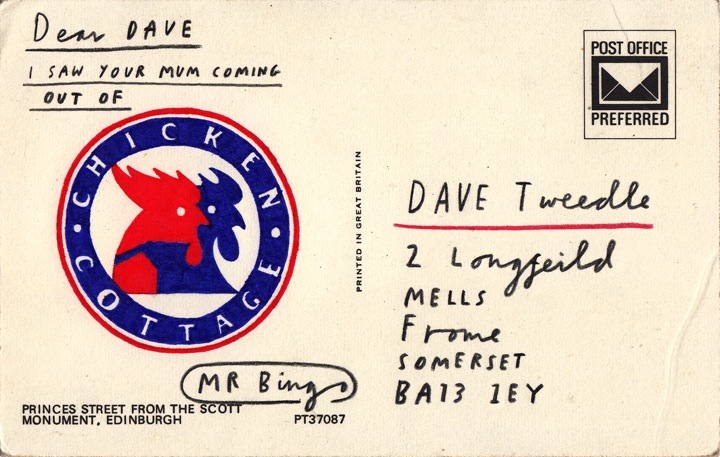 Dear DAVE
I SAW YOUR MUM COMING
OUT OF
CHICKEN
COTTAGE
MR Bingo
PRINCES STREET FROM THE SCOTT
MONUMENT, EDINBURGH
PT37087
PRINTED IN GREAT BRITAIN
POST OFFICE
PREFERRED
DAVE Tweedle
2 Longfeild
MELLS
Frome
SOMERSET
BA13 1EY